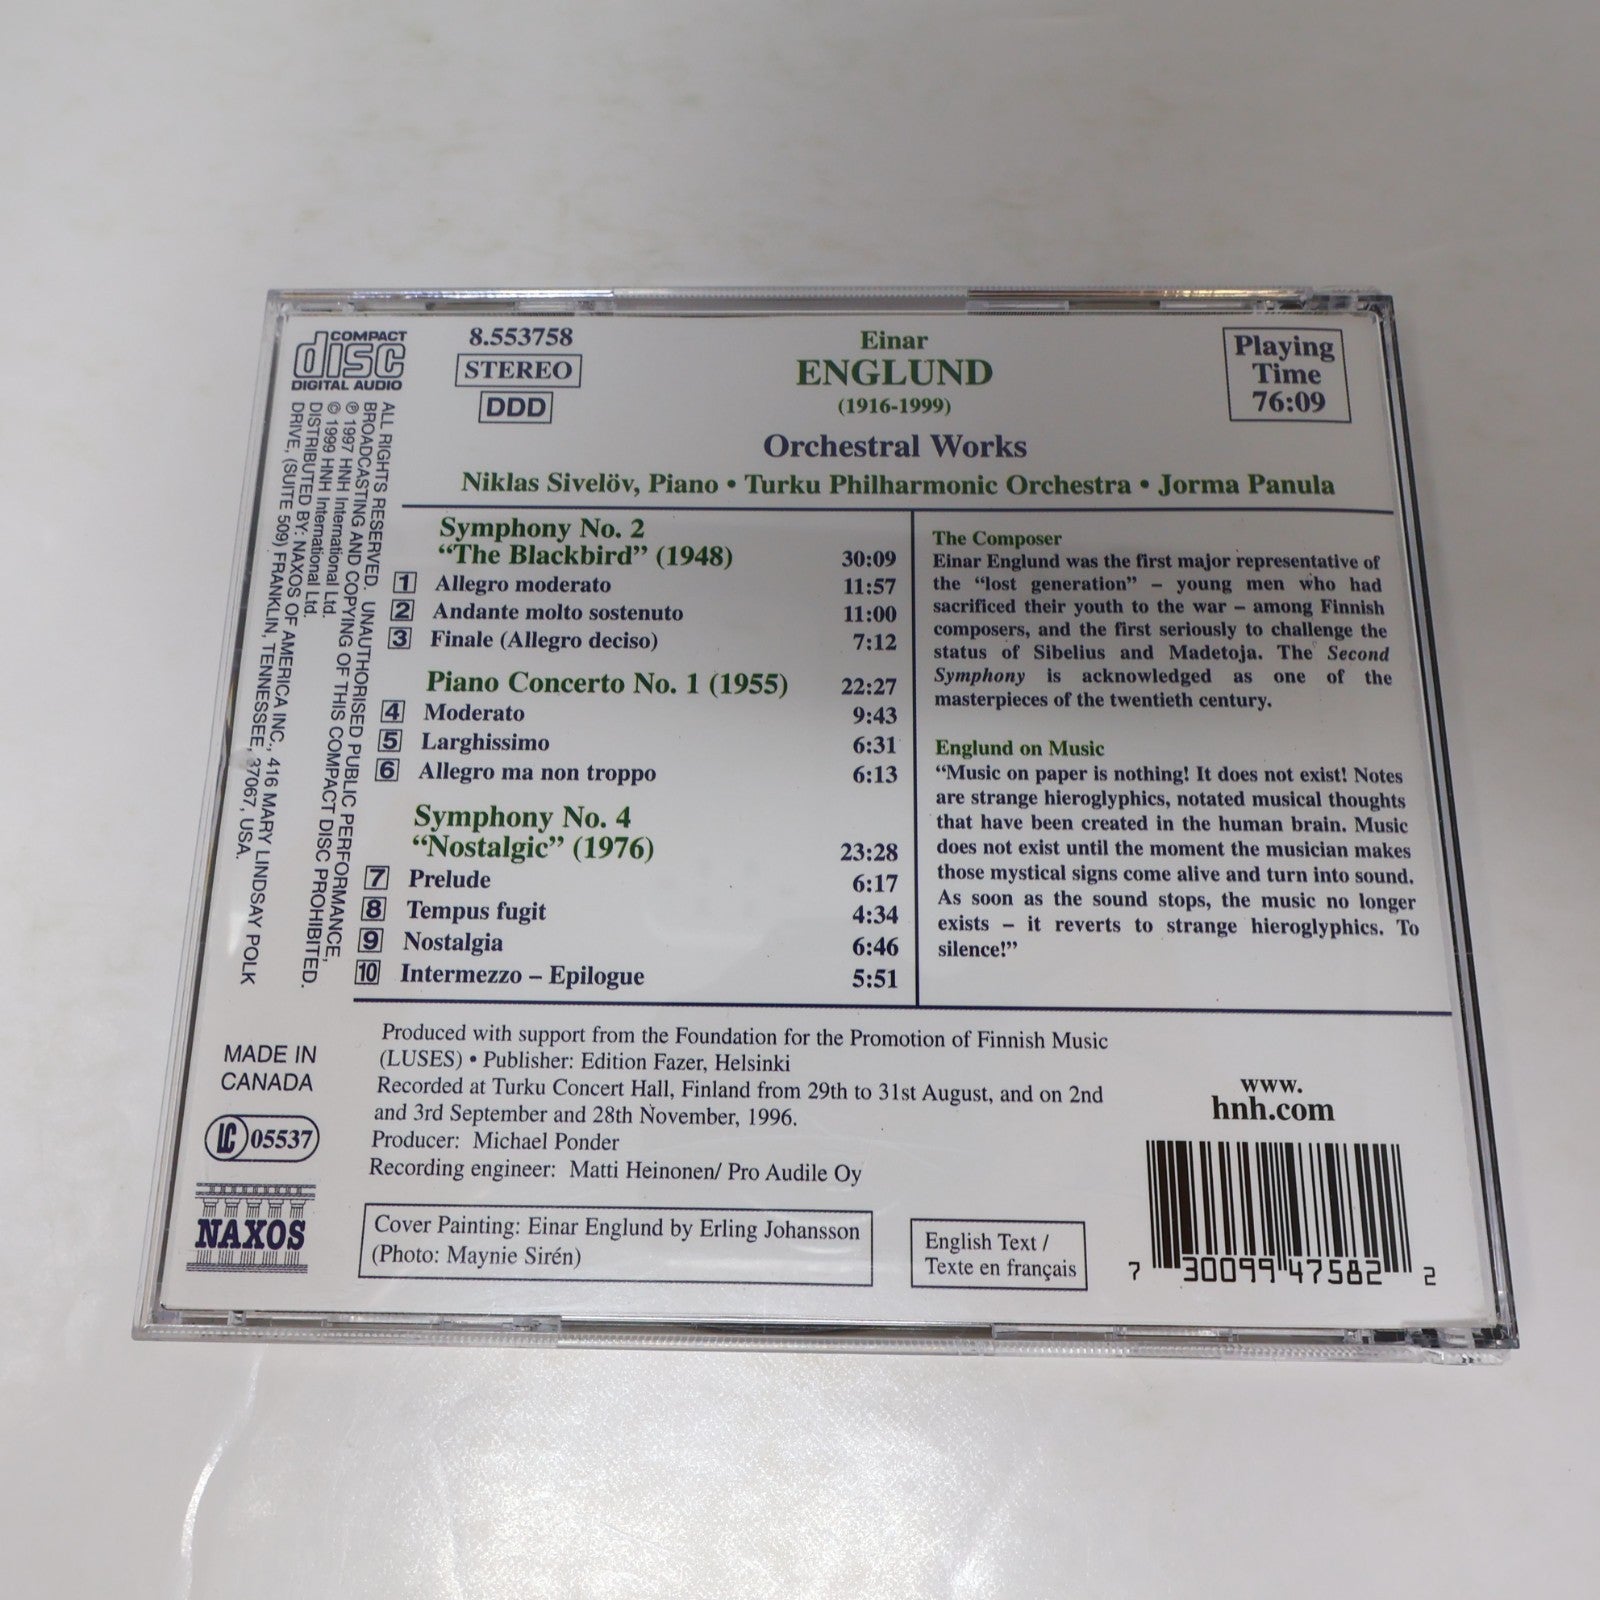 COMPACT
disc
DIGITAL AUDIO
8.553758
STEREO
DDD
Einar
ENGLUND
(1916-1999)
Orchestral Works
Playing
Time
76:09
Niklas Sivelöv, Piano • Turku Philharmonic Orchestra • Jorma Panula
Symphony No. 2
“The Blackbird” (1948) 30:09
1 Allegro moderato 11:57
2 Andante molto sostenuto 11:00
3 Finale (Allegro deciso) 7:12
Piano Concerto No. 1 (1955) 22:27
4 Moderato 9:43
5 Larghissimo 6:31
6 Allegro ma non troppo 6:13
Symphony No. 4
“Nostalgic” (1976) 23:28
7 Prelude 6:17
8 Tempus fugit 4:34
9 Nostalgia 6:46
10 Intermezzo – Epilogue 5:51
The Composer
Einar Englund was the first major representative of
the “lost generation” – young men who had
sacrificed their youth to the war – among Finnish
composers, and the first seriously to challenge the
status of Sibelius and Madetoja. The Second
Symphony is acknowledged as one of the
masterpieces of the twentieth century.
Englund on Music
“Music on paper is nothing! It does not exist! Notes
are strange hieroglyphics, notated musical thoughts
that have been created in the human brain. Music
does not exist until the moment the musician makes
those mystical signs come alive and turn into sound.
As soon as the sound stops, the music no longer
exists – it reverts to strange hieroglyphics. To
silence!”
ALL RIGHTS RESERVED. UNAUTHORISED PUBLIC PERFORMANCE,
BROADCASTING AND COPYING OF THIS COMPACT DISC PROHIBITED.
℗ 1997 HNH International Ltd.
© 1999 HNH International Ltd.
DISTRIBUTED BY: NAXOS OF AMERICA INC., 416 MARY LINDSAY POLK
DRIVE, (SUITE 509) FRANKLIN, TENNESSEE, 37067, USA.
MADE IN
CANADA
LC 05537
NAXOS
Produced with support from the Foundation for the Promotion of Finnish Music
(LUSES) • Publisher: Edition Fazer, Helsinki
Recorded at Turku Concert Hall, Finland from 29th to 31st August, and on 2nd
and 3rd September and 28th November, 1996.
Producer: Michael Ponder
Recording engineer: Matti Heinonen/ Pro Audile Oy
Cover Painting: Einar Englund by Erling Johansson
(Photo: Maynie Sirén)
English Text /
Texte en français
www.
hnh.com
7 30099 47582 2